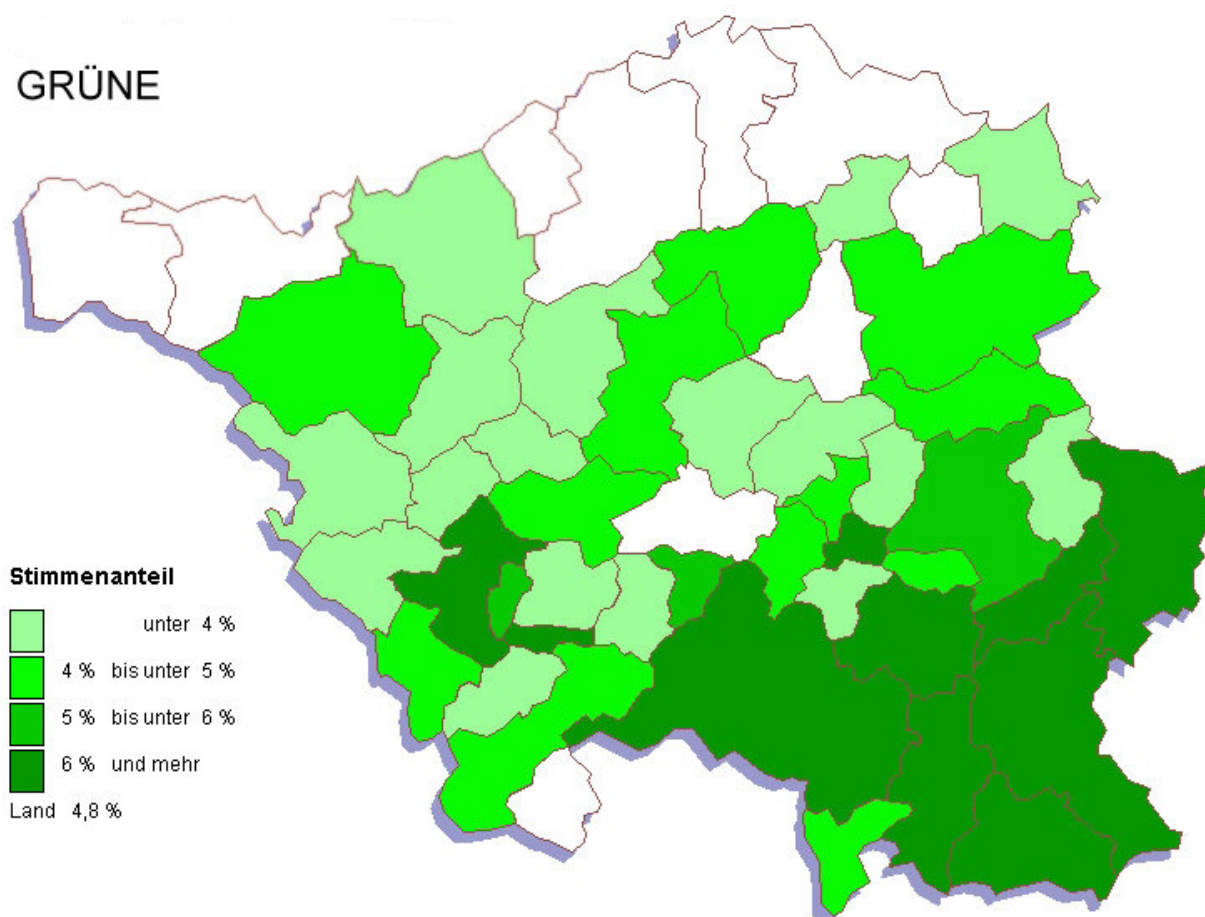 GRÜNE
Stimmenanteil
unter 4 %
4 % bis unter 5 %
5 % bis unter 6 %
6 % und mehr
Land 4,8 %